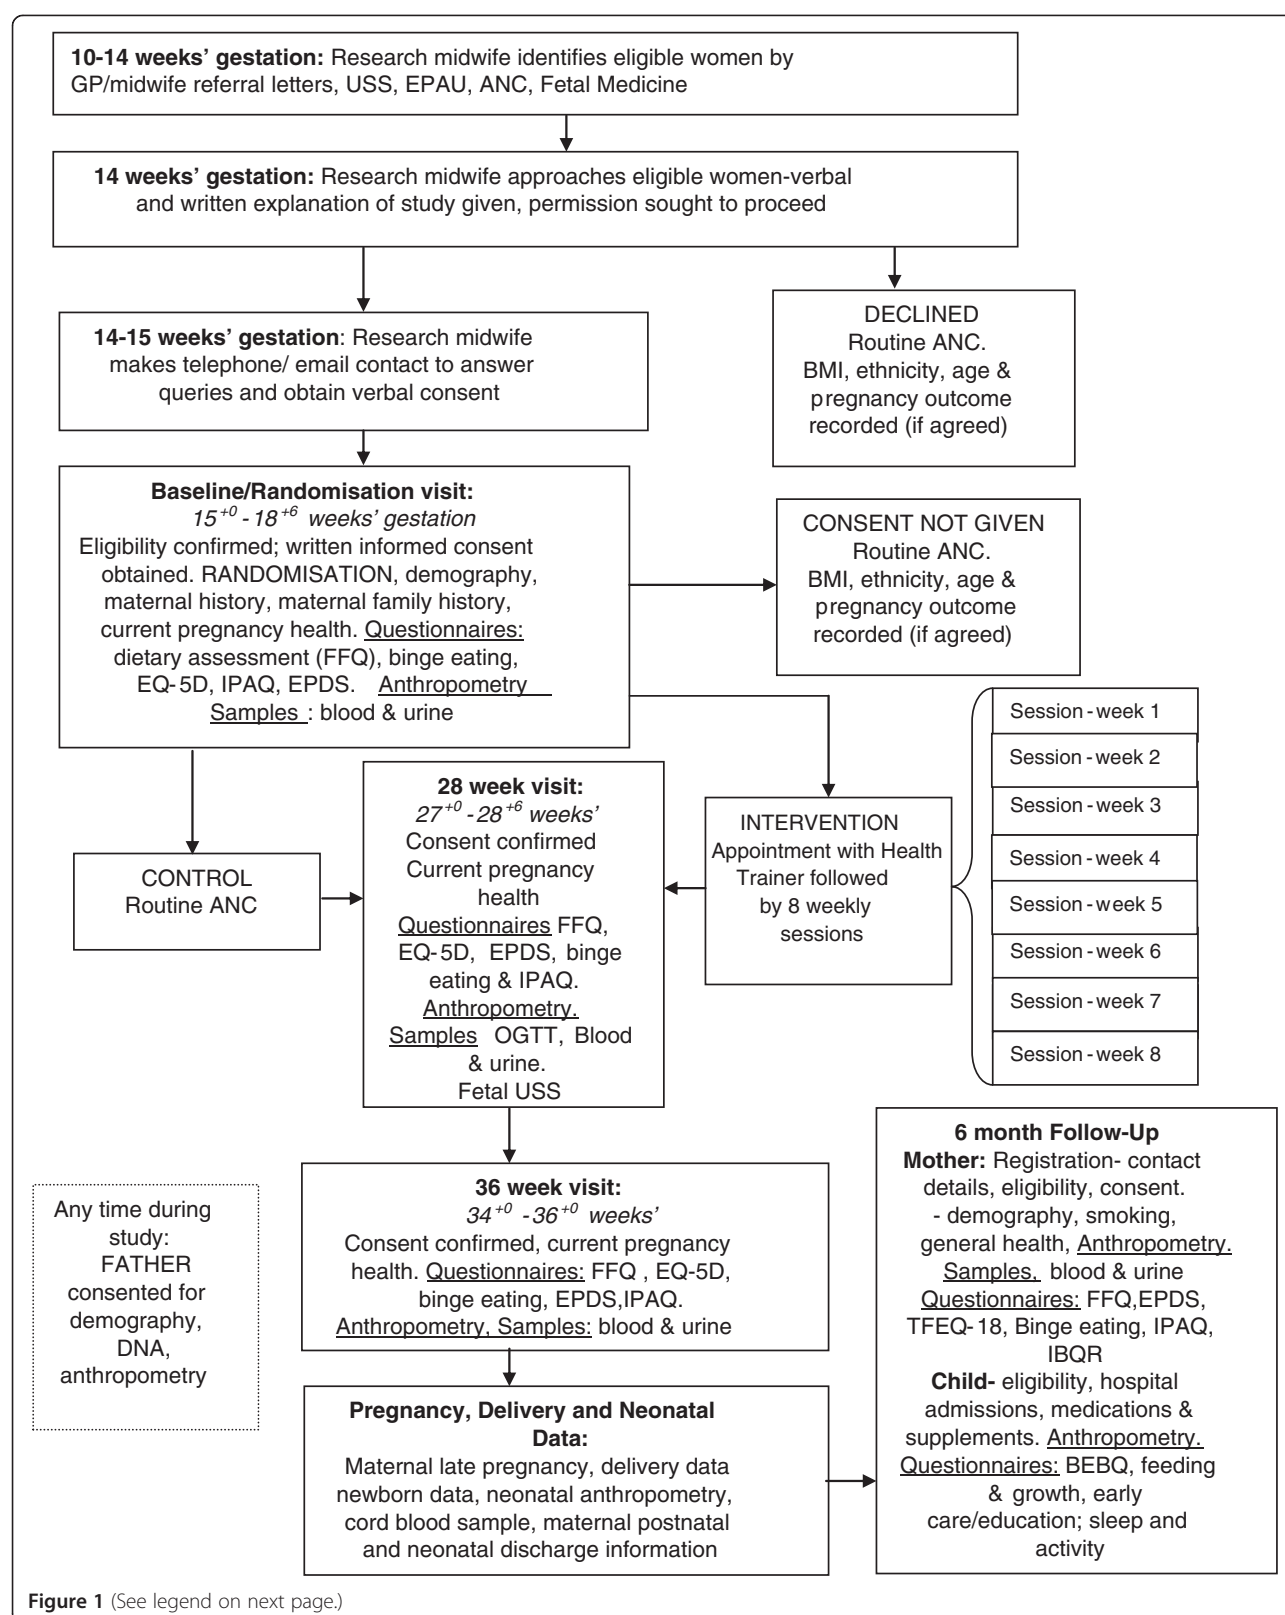 10-14 weeks’ gestation: Research midwife identifies eligible women by
GP/midwife referral letters, USS, EPAU, ANC, Fetal Medicine
14 weeks’ gestation: Research midwife approaches eligible women-verbal
and written explanation of study given, permission sought to proceed
14-15 weeks’ gestation: Research midwife
makes telephone/ email contact to answer
queries and obtain verbal consent
DECLINED
Routine ANC.
BMI, ethnicity, age &
pregnancy outcome
recorded (if agreed)
Baseline/Randomisation visit:
15+0 - 18+6 weeks’ gestation
Eligibility confirmed; written informed consent
obtained. RANDOMISATION, demography,
maternal history, maternal family history,
current pregnancy health. Questionnaires:
dietary assessment (FFQ), binge eating,
EQ-5D, IPAQ, EPDS. Anthropometry
Samples : blood & urine
CONSENT NOT GIVEN
Routine ANC.
BMI, ethnicity, age &
pregnancy outcome
recorded (if agreed)
CONTROL
Routine ANC
28 week visit:
27+0 - 28+6 weeks’
Consent confirmed
Current pregnancy
health
Questionnaires FFQ,
EQ-5D, EPDS, binge
eating & IPAQ.
Anthropometry.
Samples OGTT, Blood
& urine.
Fetal USS
INTERVENTION
Appointment with Health
Trainer followed
by 8 weekly
sessions
Session - week 1
Session - week 2
Session - week 3
Session - week 4
Session - week 5
Session - week 6
Session - week 7
Session - week 8
Any time during
study:
FATHER
consented for
demography,
DNA,
anthropometry
36 week visit:
34+0 - 36+0 weeks’
Consent confirmed, current pregnancy
health. Questionnaires: FFQ , EQ-5D,
binge eating, EPDS,IPAQ.
Anthropometry, Samples: blood & urine
Pregnancy, Delivery and Neonatal
Data:
Maternal late pregnancy, delivery data
newborn data, neonatal anthropometry,
cord blood sample, maternal postnatal
and neonatal discharge information
6 month Follow-Up
Mother: Registration- contact
details, eligibility, consent.
- demography, smoking,
general health, Anthropometry.
Samples, blood & urine
Questionnaires: FFQ,EPDS,
TFEQ-18, Binge eating, IPAQ,
IBQR
Child- eligibility, hospital
admissions, medications &
supplements. Anthropometry.
Questionnaires: BEBQ, feeding
& growth, early
care/education; sleep and
activity
Figure 1 (See legend on next page.)